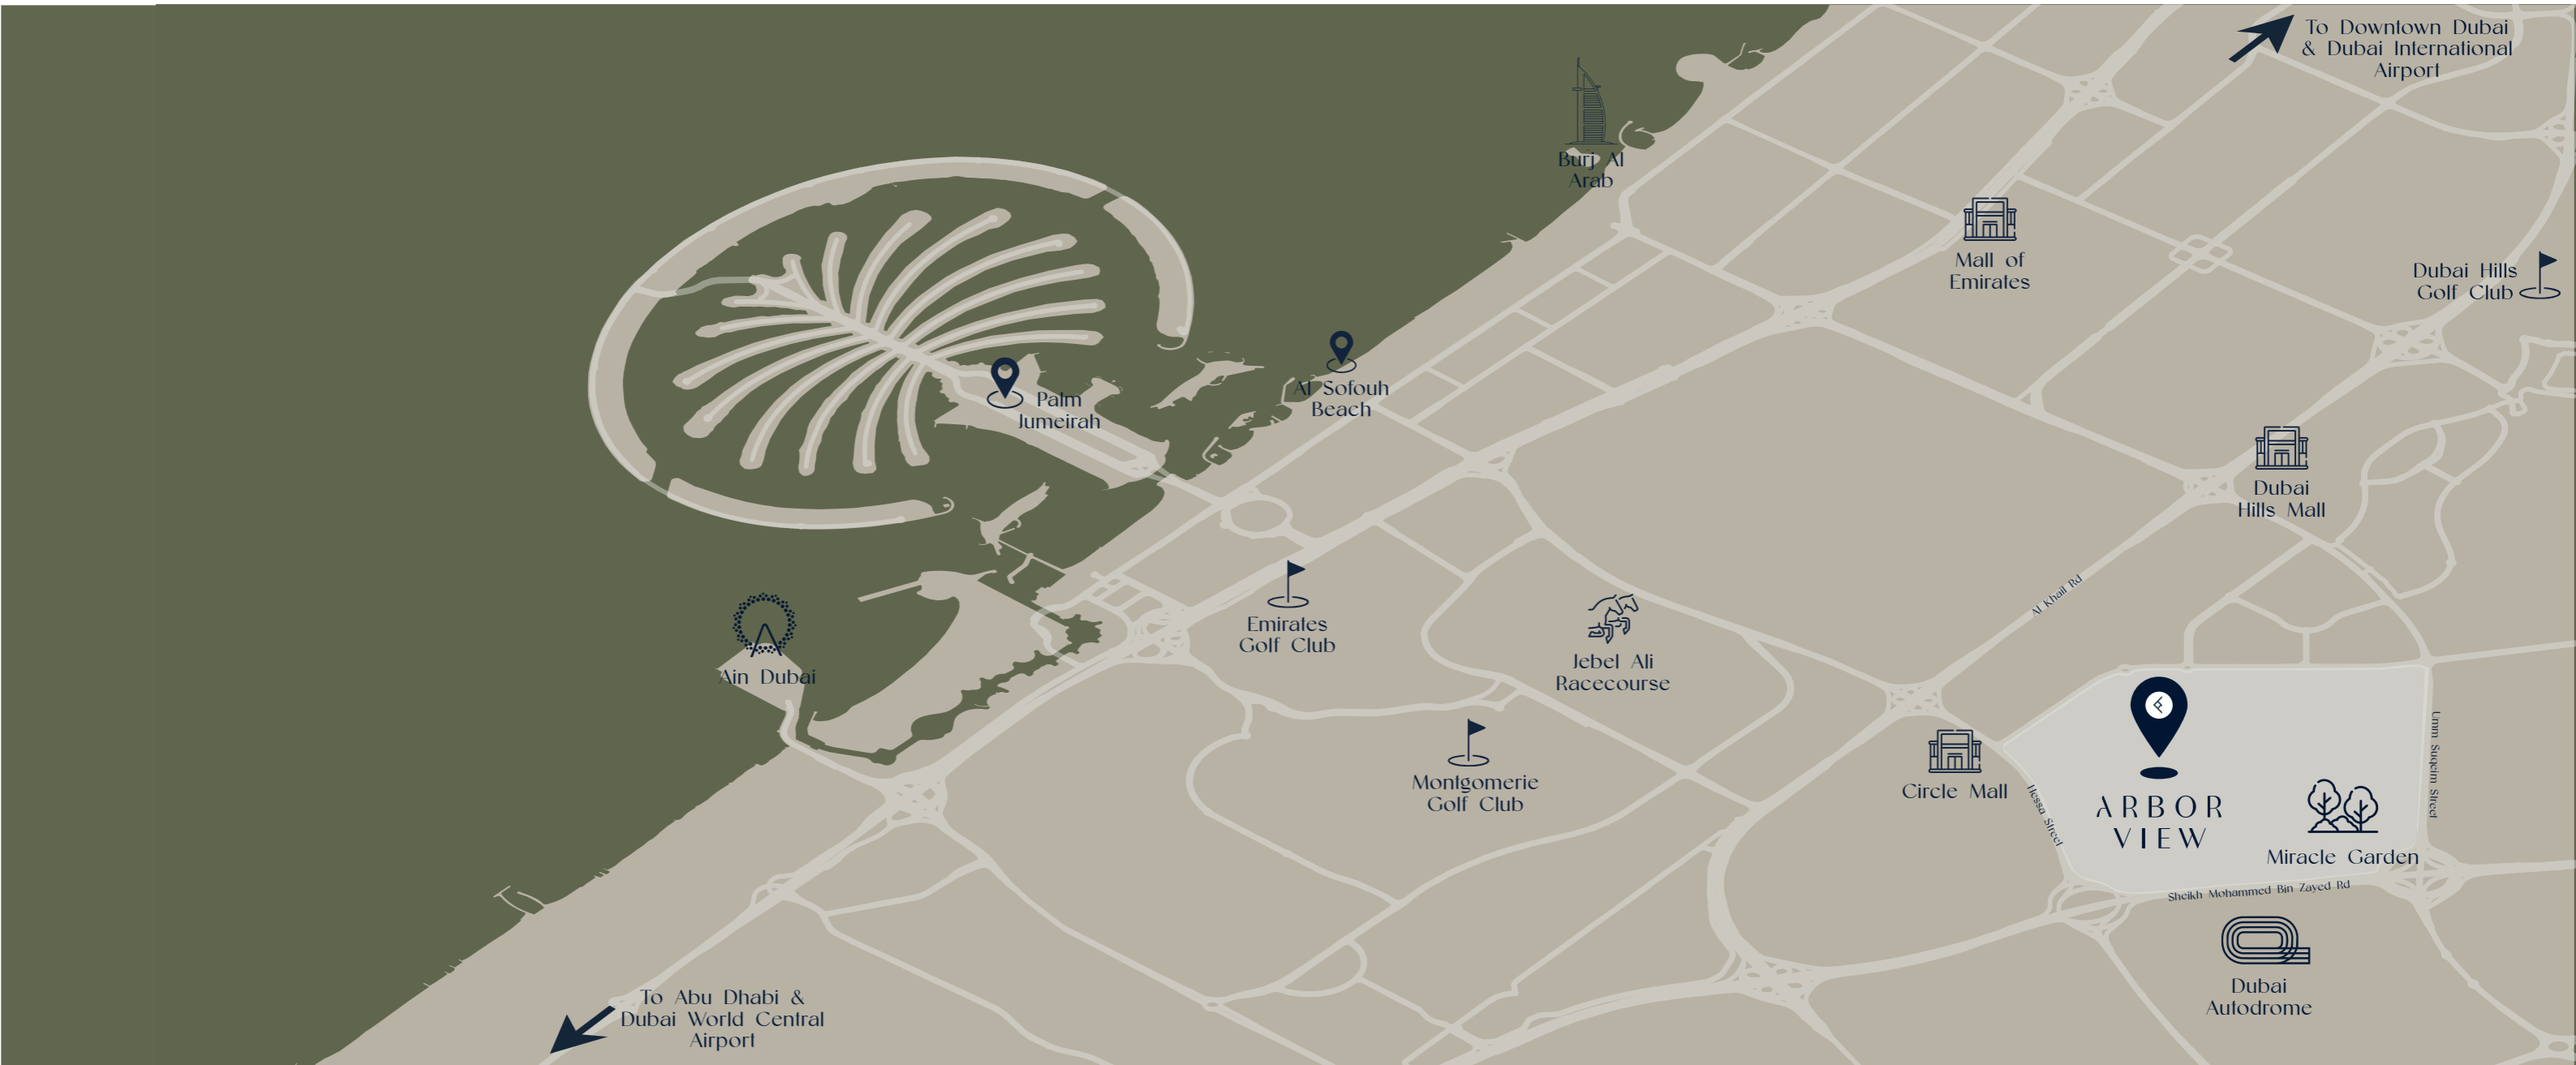 To Downtown Dubai
& Dubai International
Airport
Burj Al
Arab
Mall of
Emirates
Dubai Hills
Golf Club
Palm
Jumeirah
Al Sofouh
Beach
Dubai
Hills Mall
Al Khail Rd
Emirates
Golf Club
Jebel Ali
Racecourse
Ain Dubai
Montgomerie
Golf Club
Circle Mall
Hessa Street
ARBOR
VIEW
Umm Suqeim Street
Miracle Garden
Sheikh Mohammed Bin Zayed Rd
Dubai
Autodrome
To Abu Dhabi &
Dubai World Central
Airport